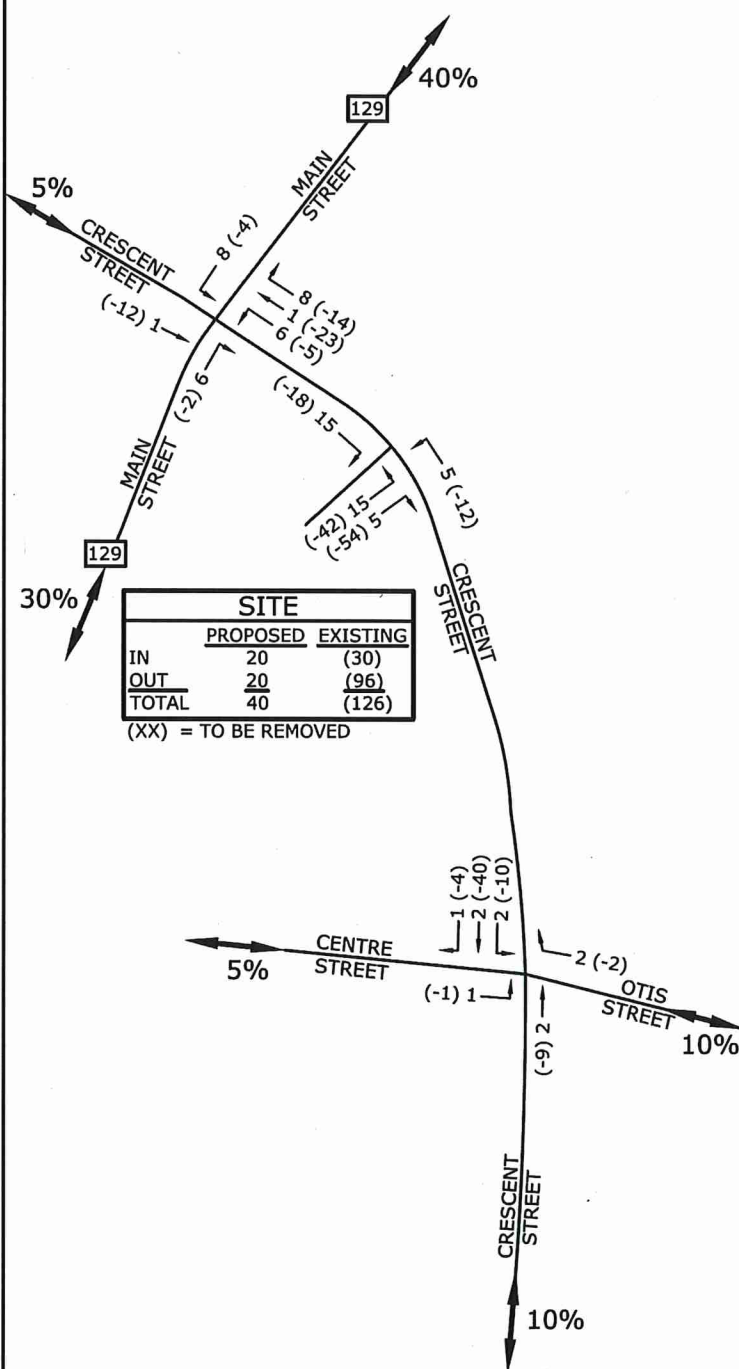 40%
129
MAIN
STREET
5%
CRESCENT
STREET
8 (-4)
8 (-14)
1 (-23)
6 (-5)
(-12) 1
(-2) 6
(-18) 15
MAIN
STREET
5 (-12)
(-42) 15
(-54) 5
129
30%
CRESCENT
STREET
SITE
PROPOSED EXISTING
IN 20 (30)
OUT 20 (96)
TOTAL 40 (126)
(XX) = TO BE REMOVED
1 (-4)
2 (-40)
2 (-10)
CENTRE
STREET
5%
2 (-2)
(-1) 1
OTIS
STREET
10%
(-9) 2
CRESCENT
STREET
10%